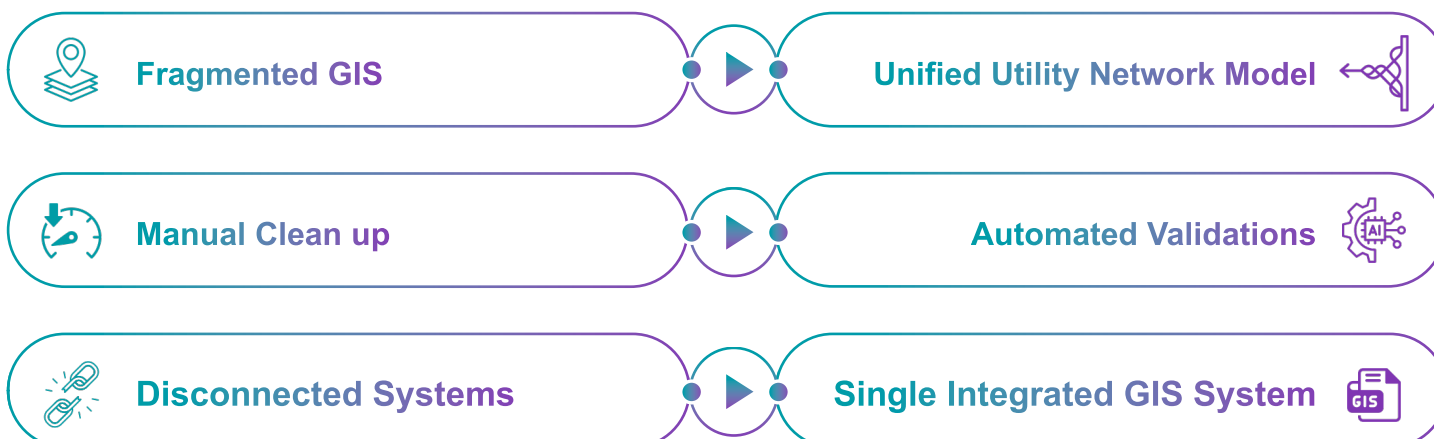 Fragmented GIS
Unified Utility Network Model
Manual Clean up
Automated Validations
AI
Disconnected Systems
Single Integrated GIS System
GIS